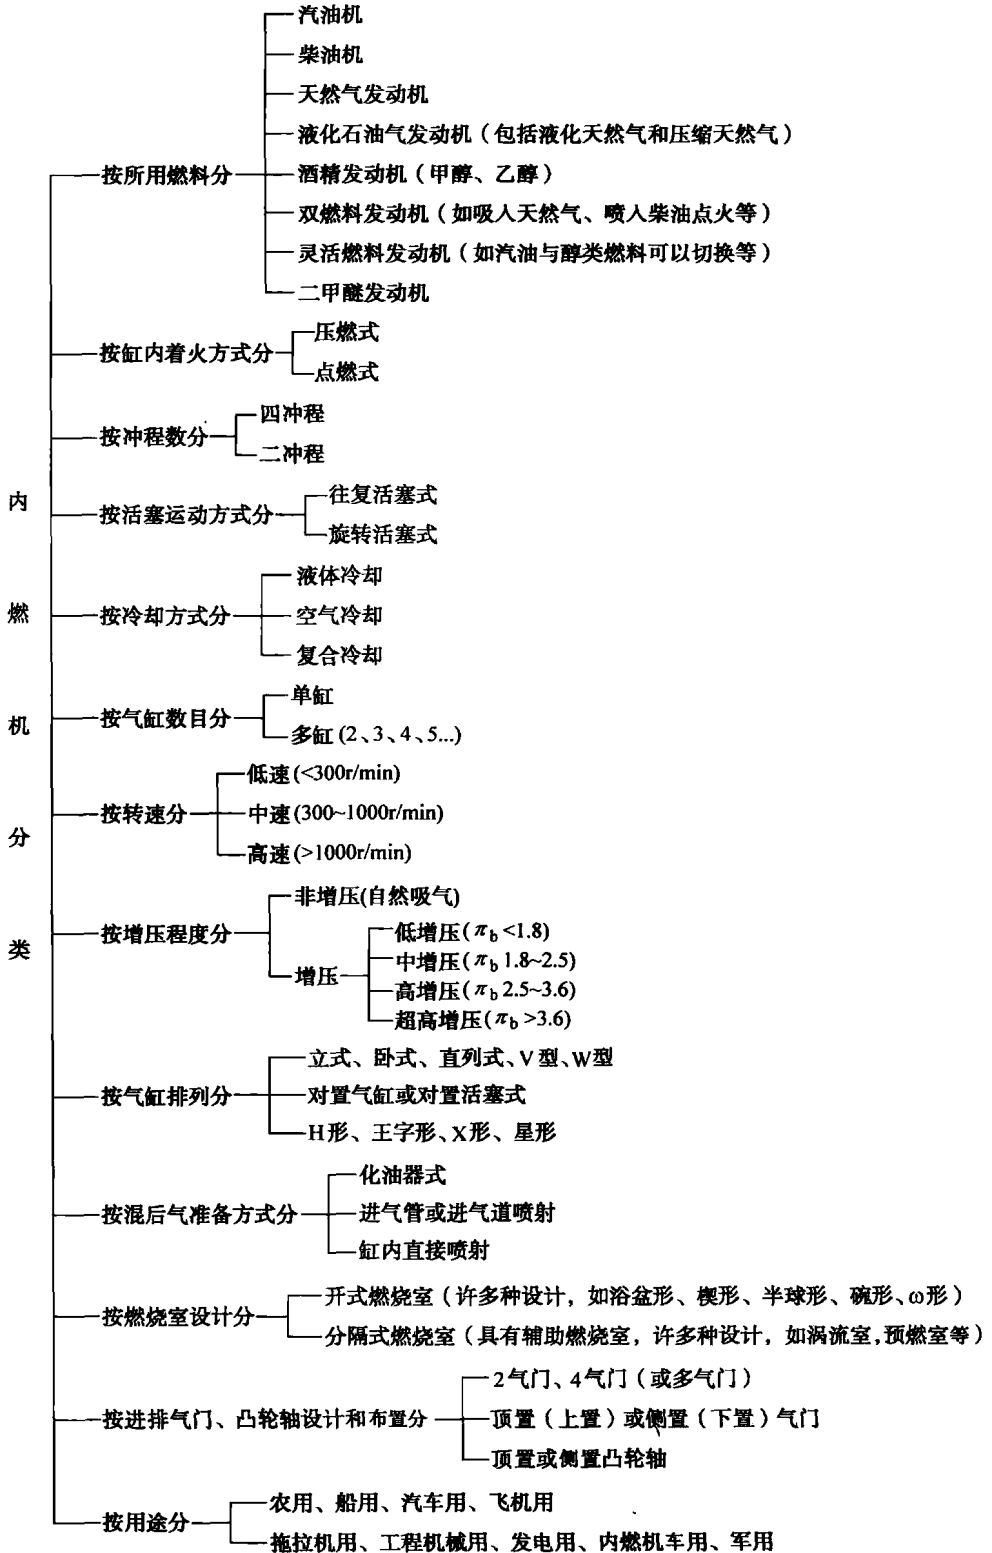 内燃机分类
按所用燃料分
汽油机
柴油机
天然气发动机
液化石油气发动机（包括液化天然气和压缩天然气）
酒精发动机（甲醇、乙醇）
双燃料发动机（如吸人天然气、喷人柴油点火等）
灵活燃料发动机（如汽油与醇类燃料可以切换等）
二甲醚发动机
按缸内着火方式分
压燃式
点燃式
按冲程数分
四冲程
二冲程
按活塞运动方式分
往复活塞式
旋转活塞式
按冷却方式分
液体冷却
空气冷却
复合冷却
按气缸数目分
单缸
多缸(2、3、4、5...)
按转速分
低速(<300r/min)
中速(300~1000r/min)
高速(>1000r/min)
按增压程度分
非增压(自然吸气)
增压
低增压(πb<1.8)
中增压(πb 1.8~2.5)
高增压(πb 2.5~3.6)
超高增压(πb>3.6)
按气缸排列分
立式、卧式、直列式、V型、W型
对置气缸或对置活塞式
H形、王字形、X形、星形
按混后气准备方式分
化油器式
进气管或进气道喷射
缸内直接喷射
按燃烧室设计分
开式燃烧室（许多种设计，如浴盆形、楔形、半球形、碗形、ω形）
分隔式燃烧室（具有辅助燃烧室，许多种设计，如涡流室，预燃室等）
按进排气门、凸轮轴设计和布置分
2气门、4气门（或多气门）
顶置（上置）或侧置（下置）气门
顶置或侧置凸轮轴
按用途分
农用、船用、汽车用、飞机用
拖拉机用、工程机械用、发电用、内燃机车用、军用